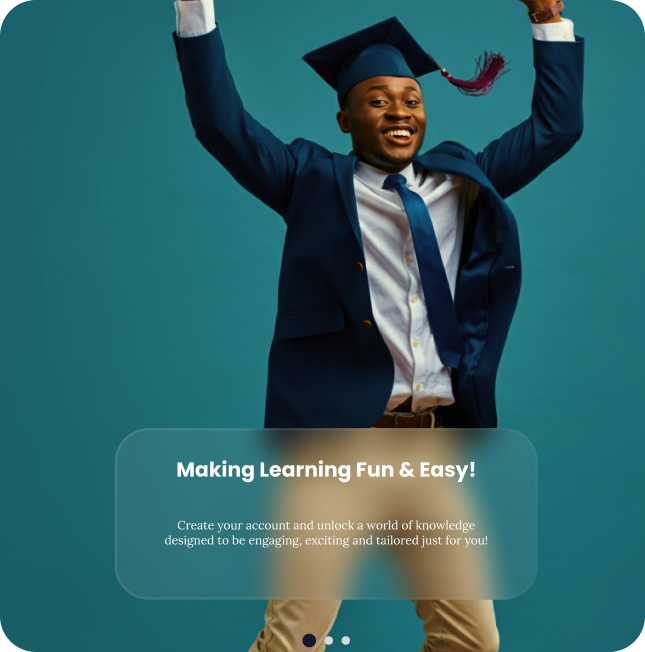 Making Learning Fun & Easy!
Create your account and unlock a world of knowledge
designed to be engaging, exciting and tailored just for you!